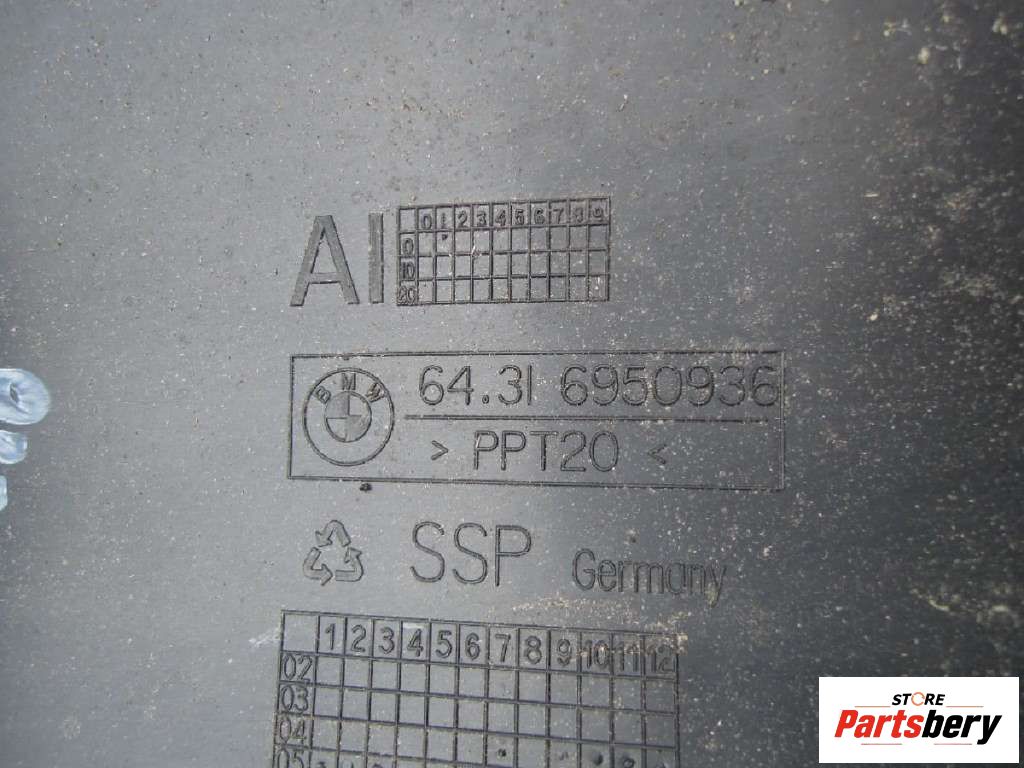 AI
0 1 2 3 4 5 6 7 8 9
0
10
20
BMW
64.31 6950936
> PPT20 <
SSP Germany
1 2 3 4 5 6 7 8 9 10 11 12
02
03
04
05
STORE
Partsbery